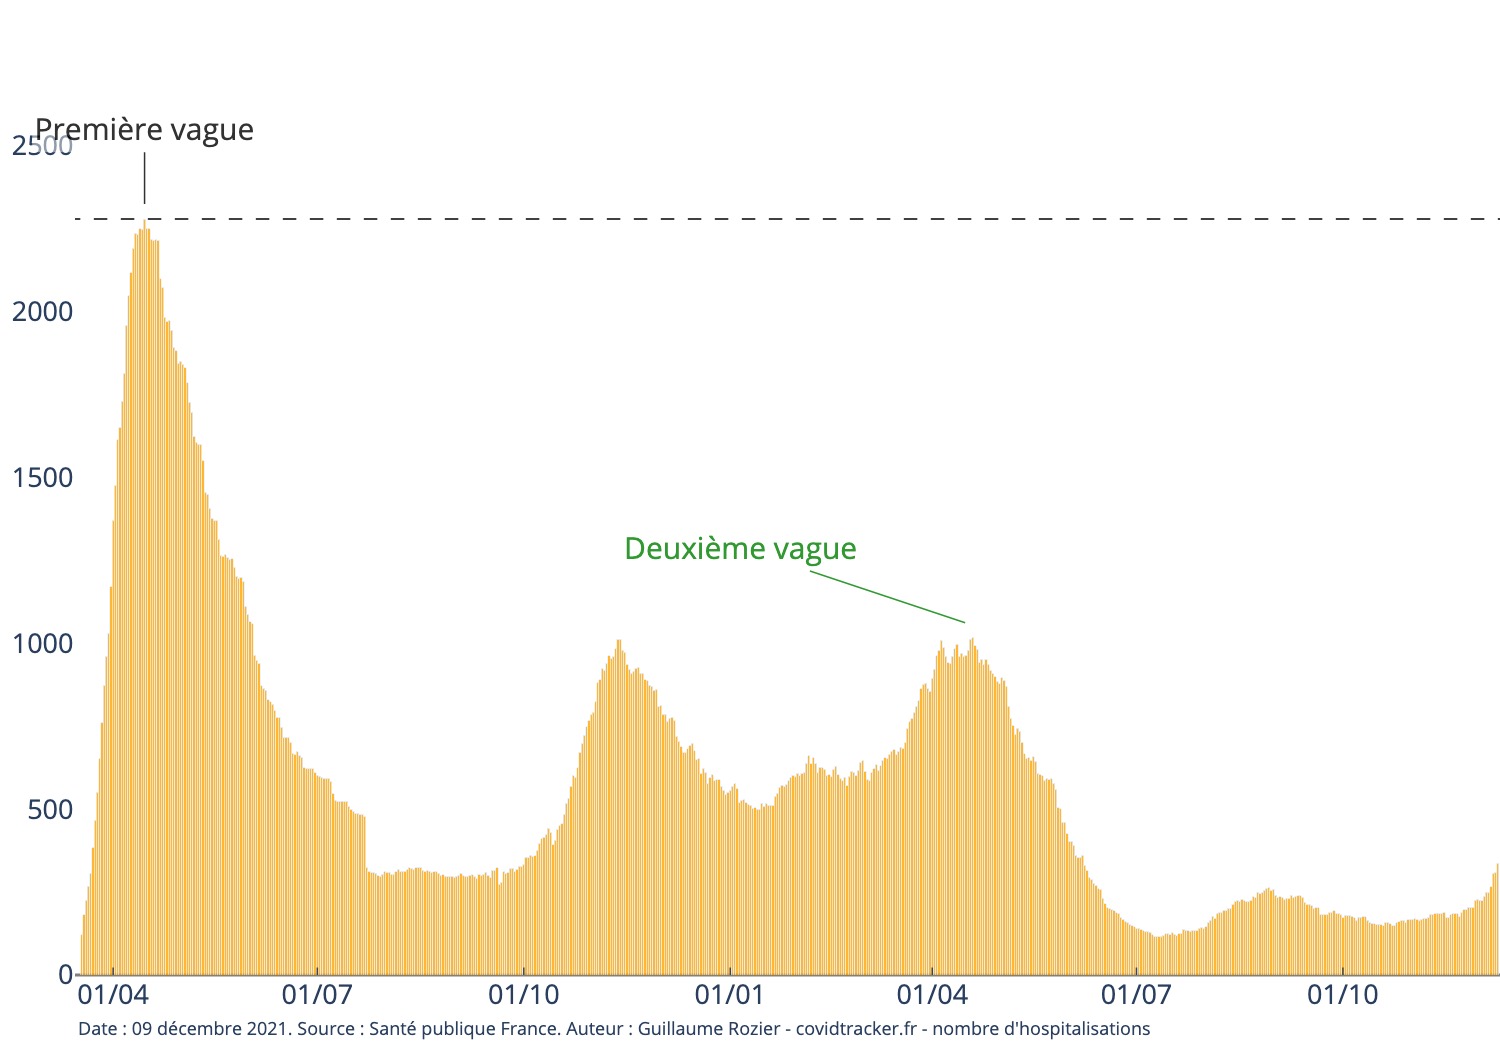 Première vague
2500
2000
1500
Deuxième vague
1000
500
0
01/04 01/07 01/10 01/01 01/04 01/07 01/10
Date : 09 décembre 2021. Source : Santé publique France. Auteur : Guillaume Rozier - covidtracker.fr - nombre d'hospitalisations